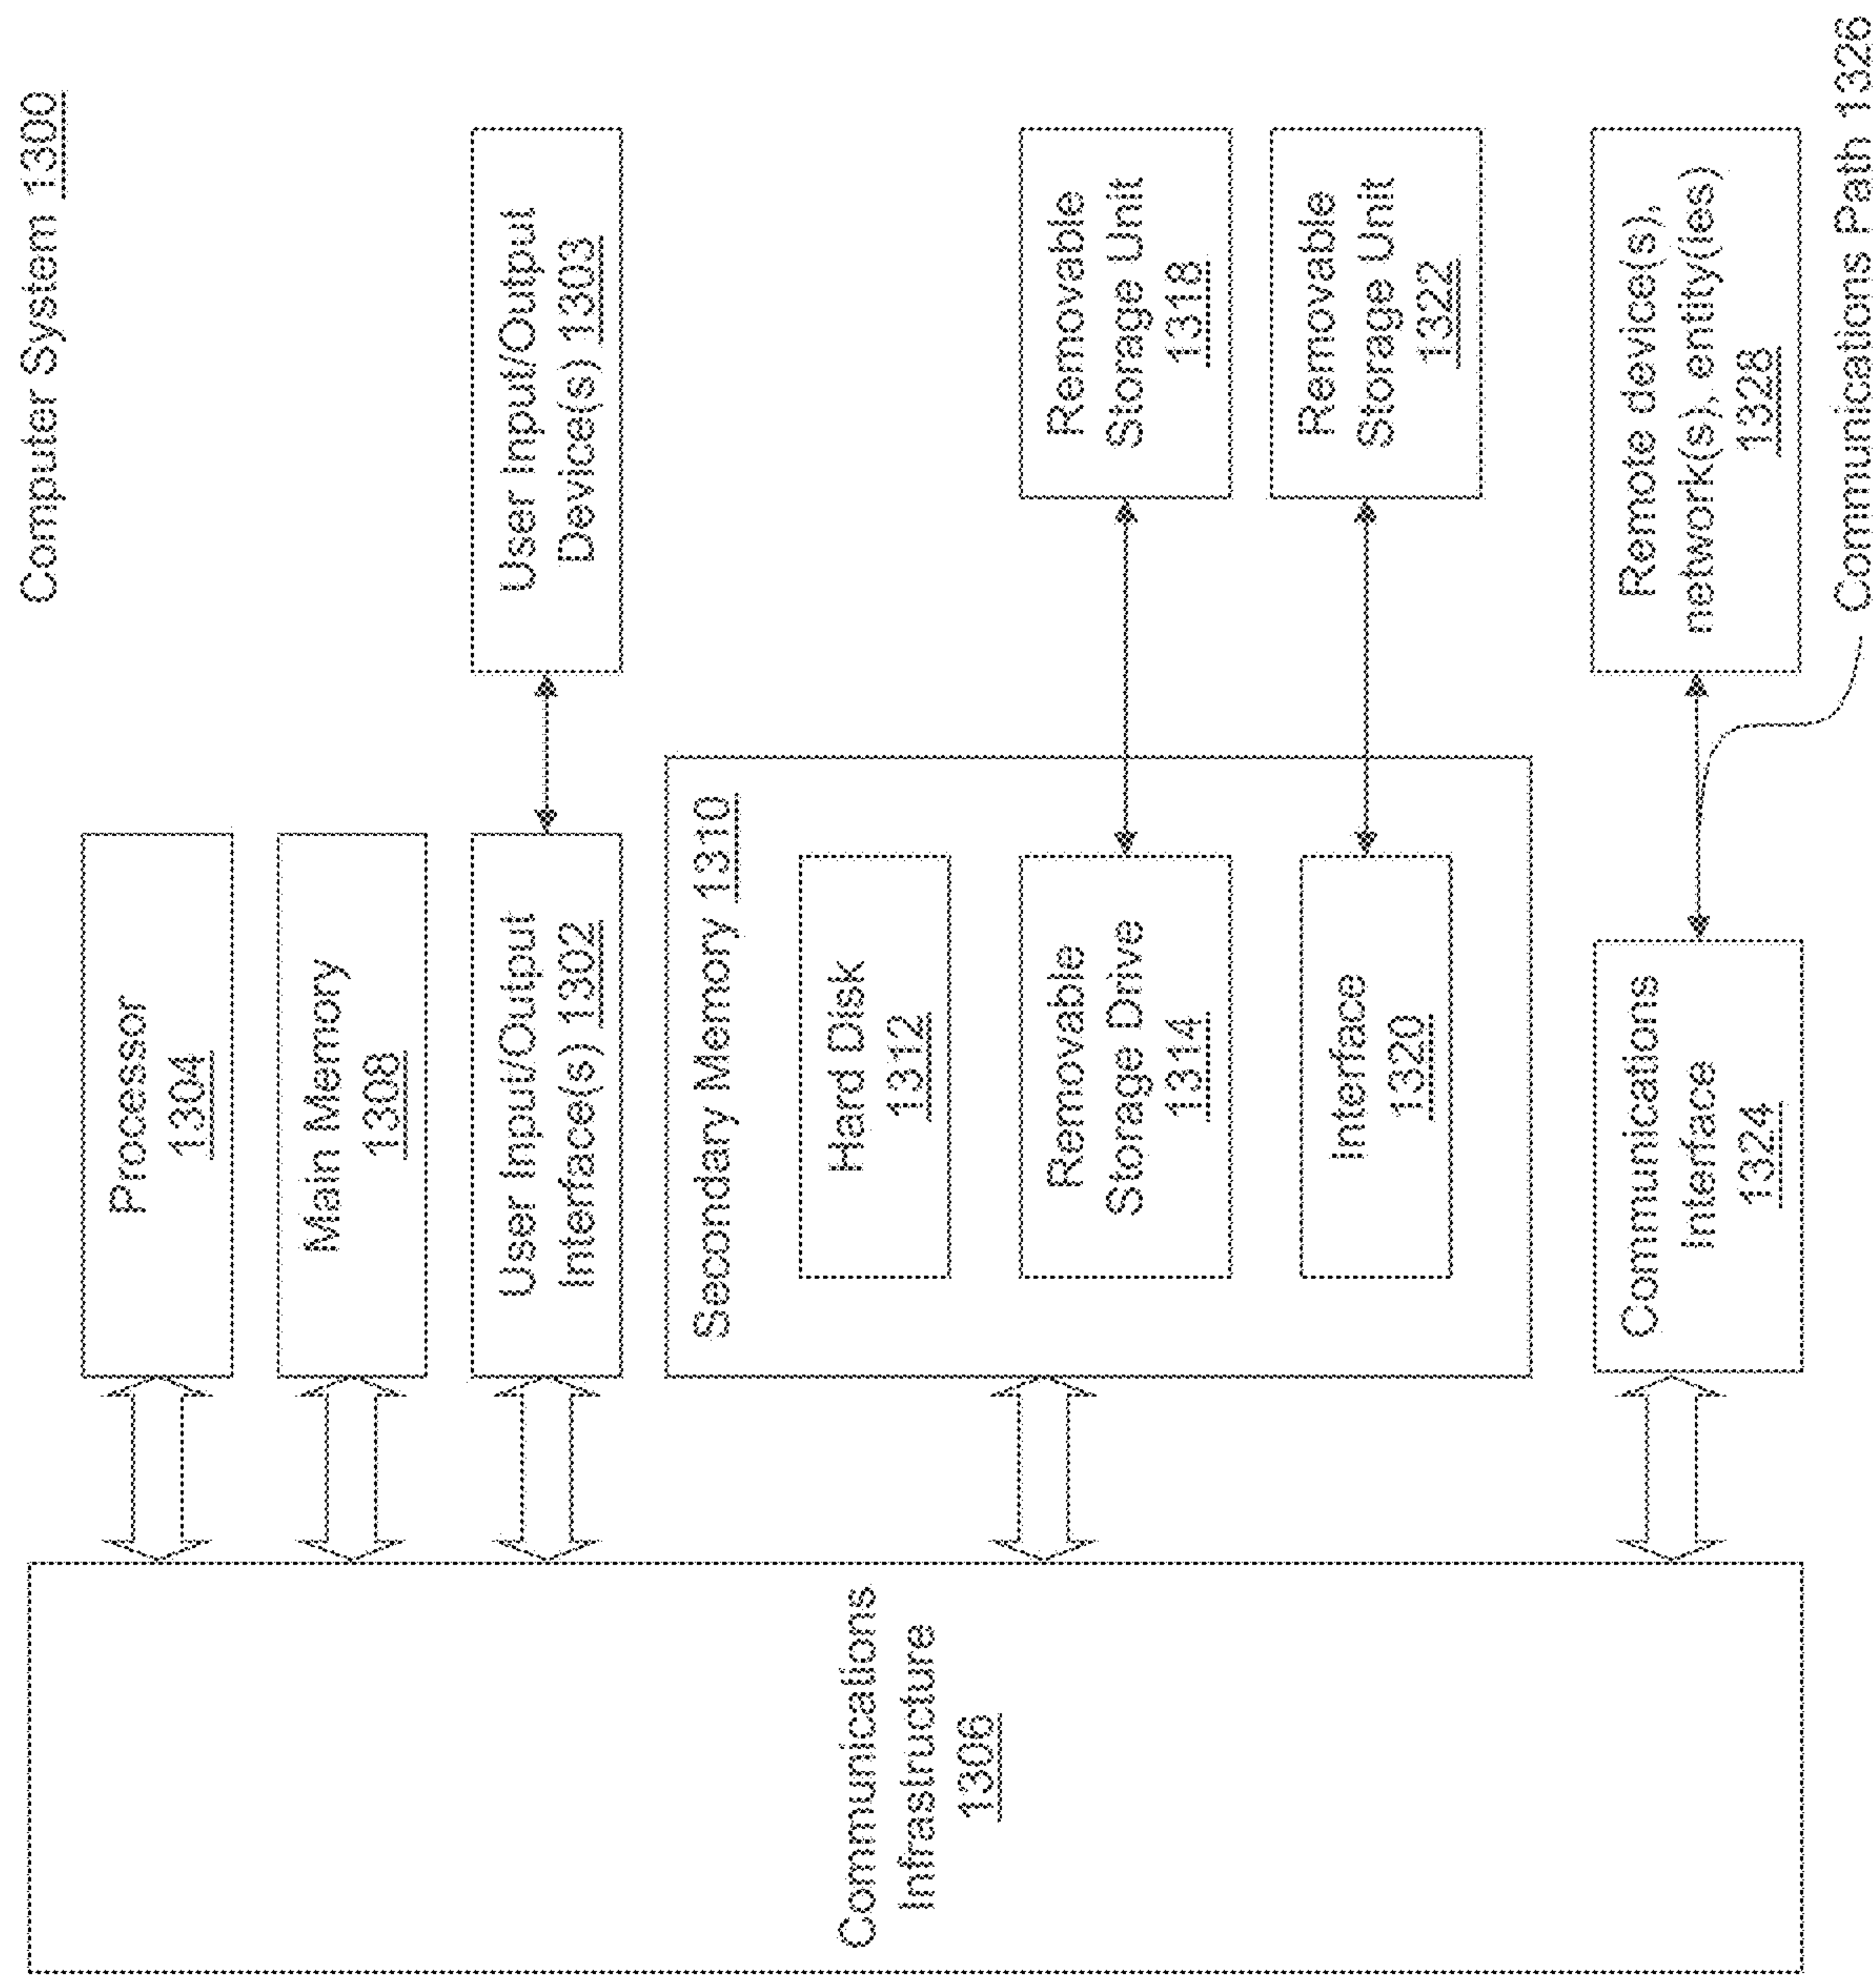 Computer System 1300
Processor
1304
Main Memory
1308
User Input/Output
Interface(s) 1302
User Input/Output
Device(s) 1303
Secondary Memory 1310
Hard Disk
1312
Removable
Storage Drive
1314
Removable
Storage Unit
1318
Interface
1320
Removable
Storage Unit
1322
Communications
Infrastructure
1306
Communications
Interface
1324
Remote device(s),
network(s), entity(ies)
1328
Communications Path 1326